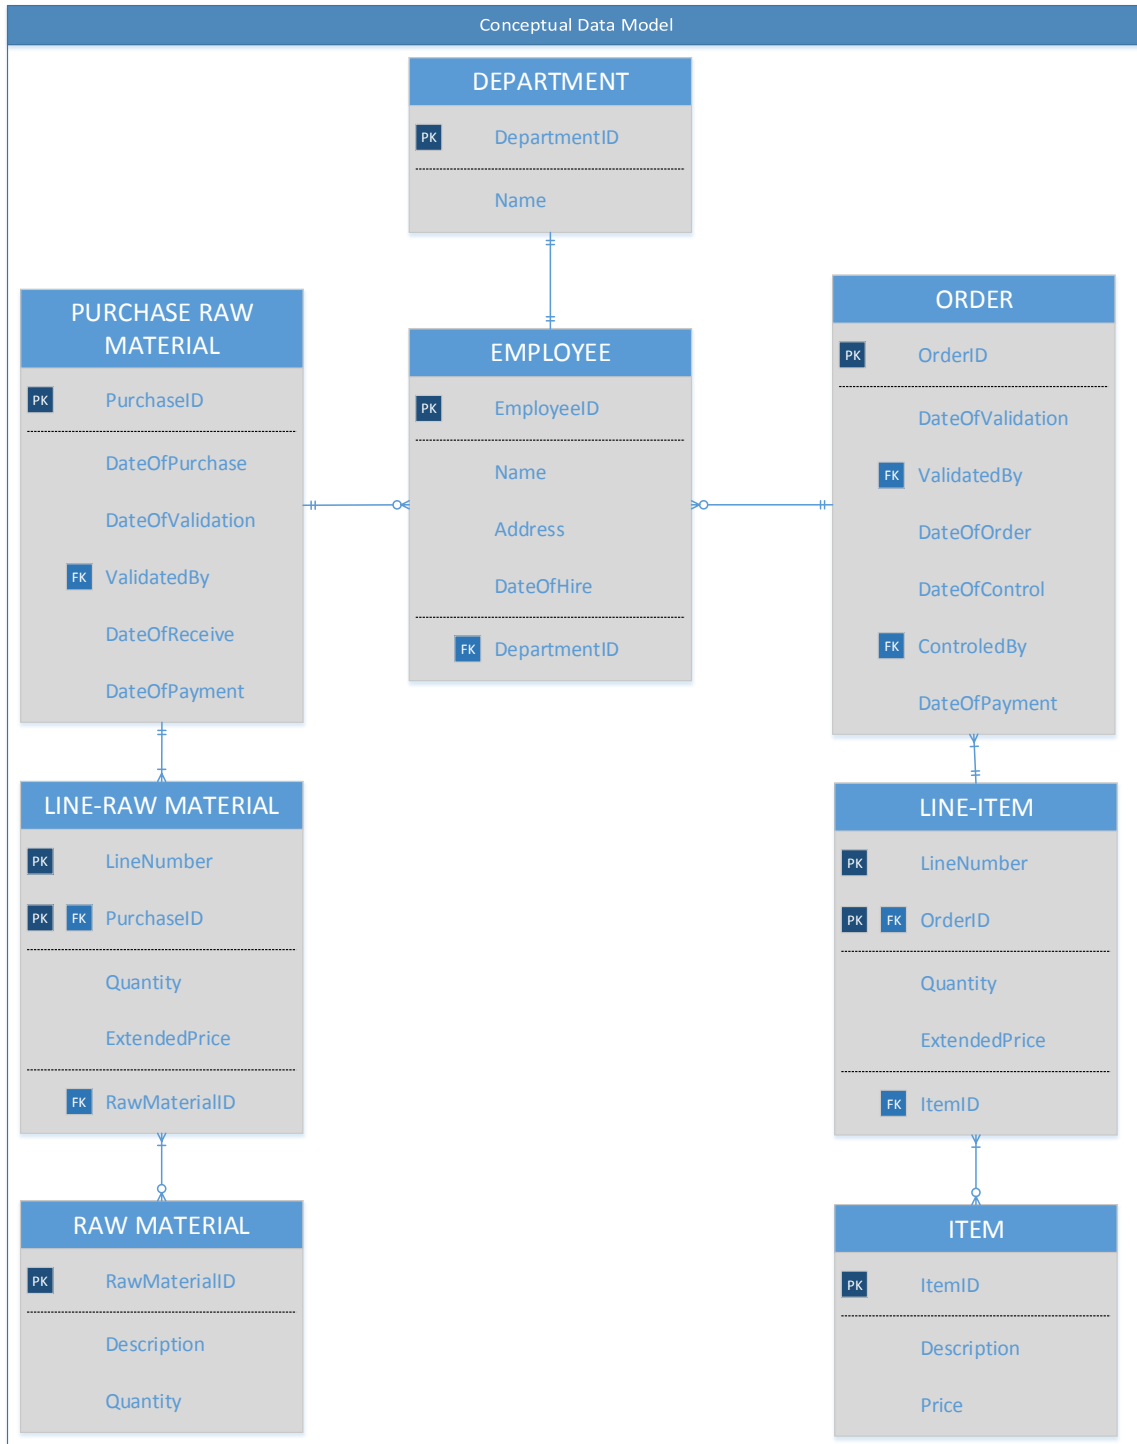 Conceptual Data Model
DEPARTMENT
PK DepartmentID
Name
PURCHASE RAW
MATERIAL
PK PurchaseID
DateOfPurchase
DateOfValidation
FK ValidatedBy
DateOfReceive
DateOfPayment
EMPLOYEE
PK EmployeeID
Name
Address
DateOfHire
FK DepartmentID
ORDER
PK OrderID
DateOfValidation
FK ValidatedBy
DateOfOrder
DateOfControl
FK ControledBy
DateOfPayment
LINE-RAW MATERIAL
PK LineNumber
PK FK PurchaseID
Quantity
ExtendedPrice
FK RawMaterialID
LINE-ITEM
PK LineNumber
PK FK OrderID
Quantity
ExtendedPrice
FK ItemID
RAW MATERIAL
PK RawMaterialID
Description
Quantity
ITEM
PK ItemID
Description
Price